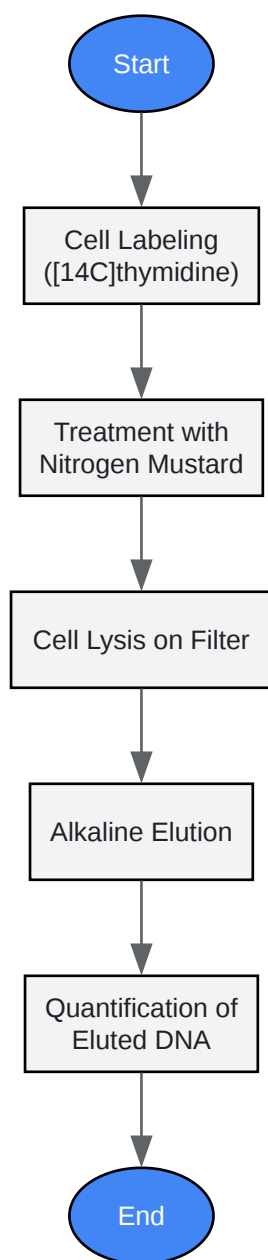 Start
Cell Labeling
([14C]thymidine)
Treatment with
Nitrogen Mustard
Cell Lysis on Filter
Alkaline Elution
Quantification of
Eluted DNA
End